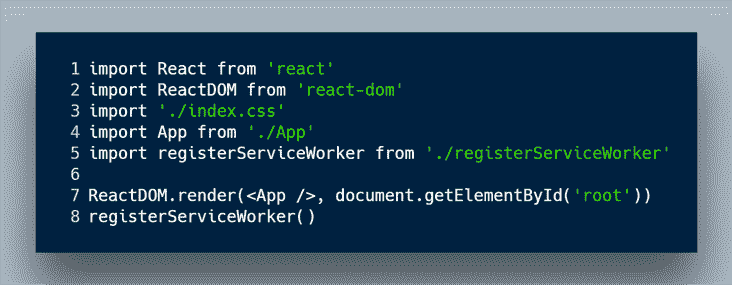 1 import React from 'react'
2 import ReactDOM from 'react-dom'
3 import './index.css'
4 import App from './App'
5 import registerServiceWorker from './registerServiceWorker'
6
7 ReactDOM.render(<App />, document.getElementById('root'))
8 registerServiceWorker()